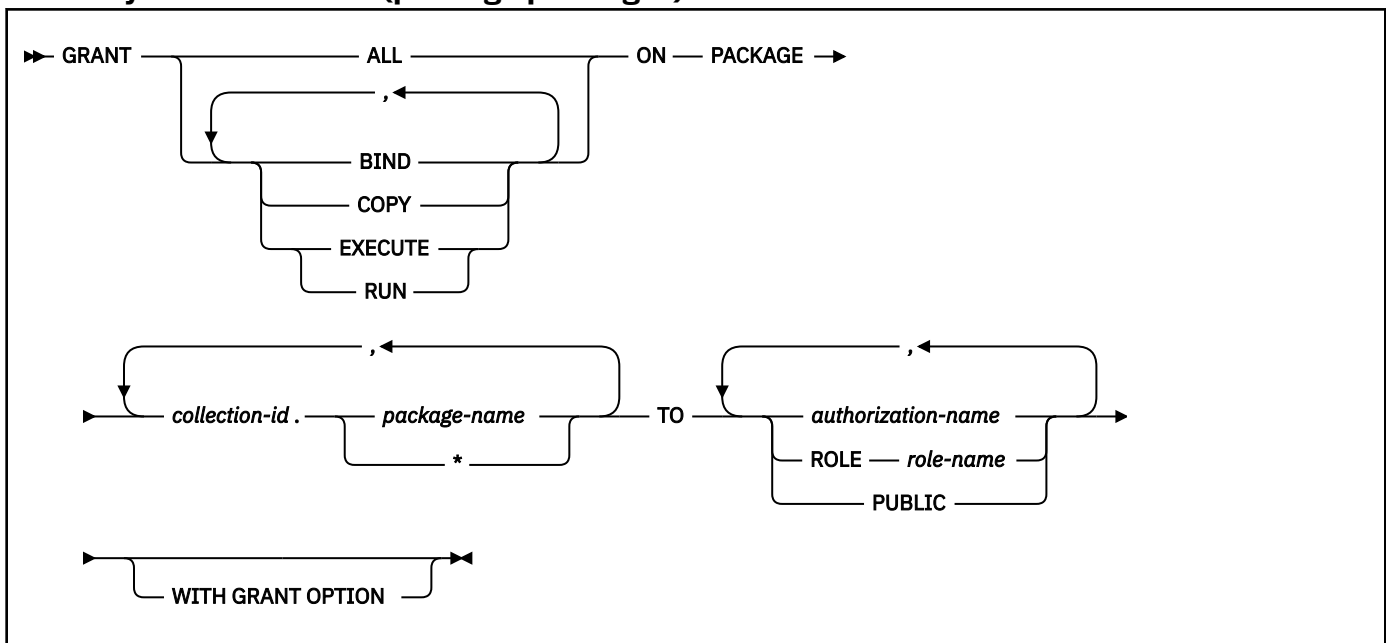 GRANT ALL ON PACKAGE
,
BIND
COPY
EXECUTE
RUN
, ,
collection-id . package-name TO authorization-name
* ROLE role-name
PUBLIC
WITH GRANT OPTION